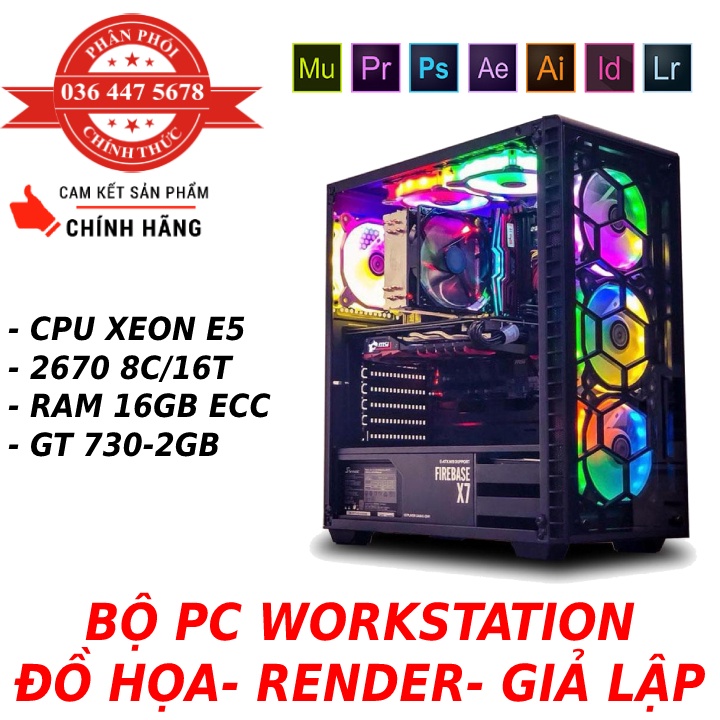 PHÂN PHỐI
036 447 5678
CHÍNH THỨC
CAM KẾT SẢN PHẨM
CHÍNH HÃNG
Mu Pr Ps Ae Ai Id Lr
- CPU XEON E5
- 2670 8C/16T
- RAM 16GB ECC
- GT 730-2GB
E-ATX M/B SUPPORT
FIREBASE
X7
BỘ PC WORKSTATION
ĐỒ HỌA- RENDER- GIẢ LẬP